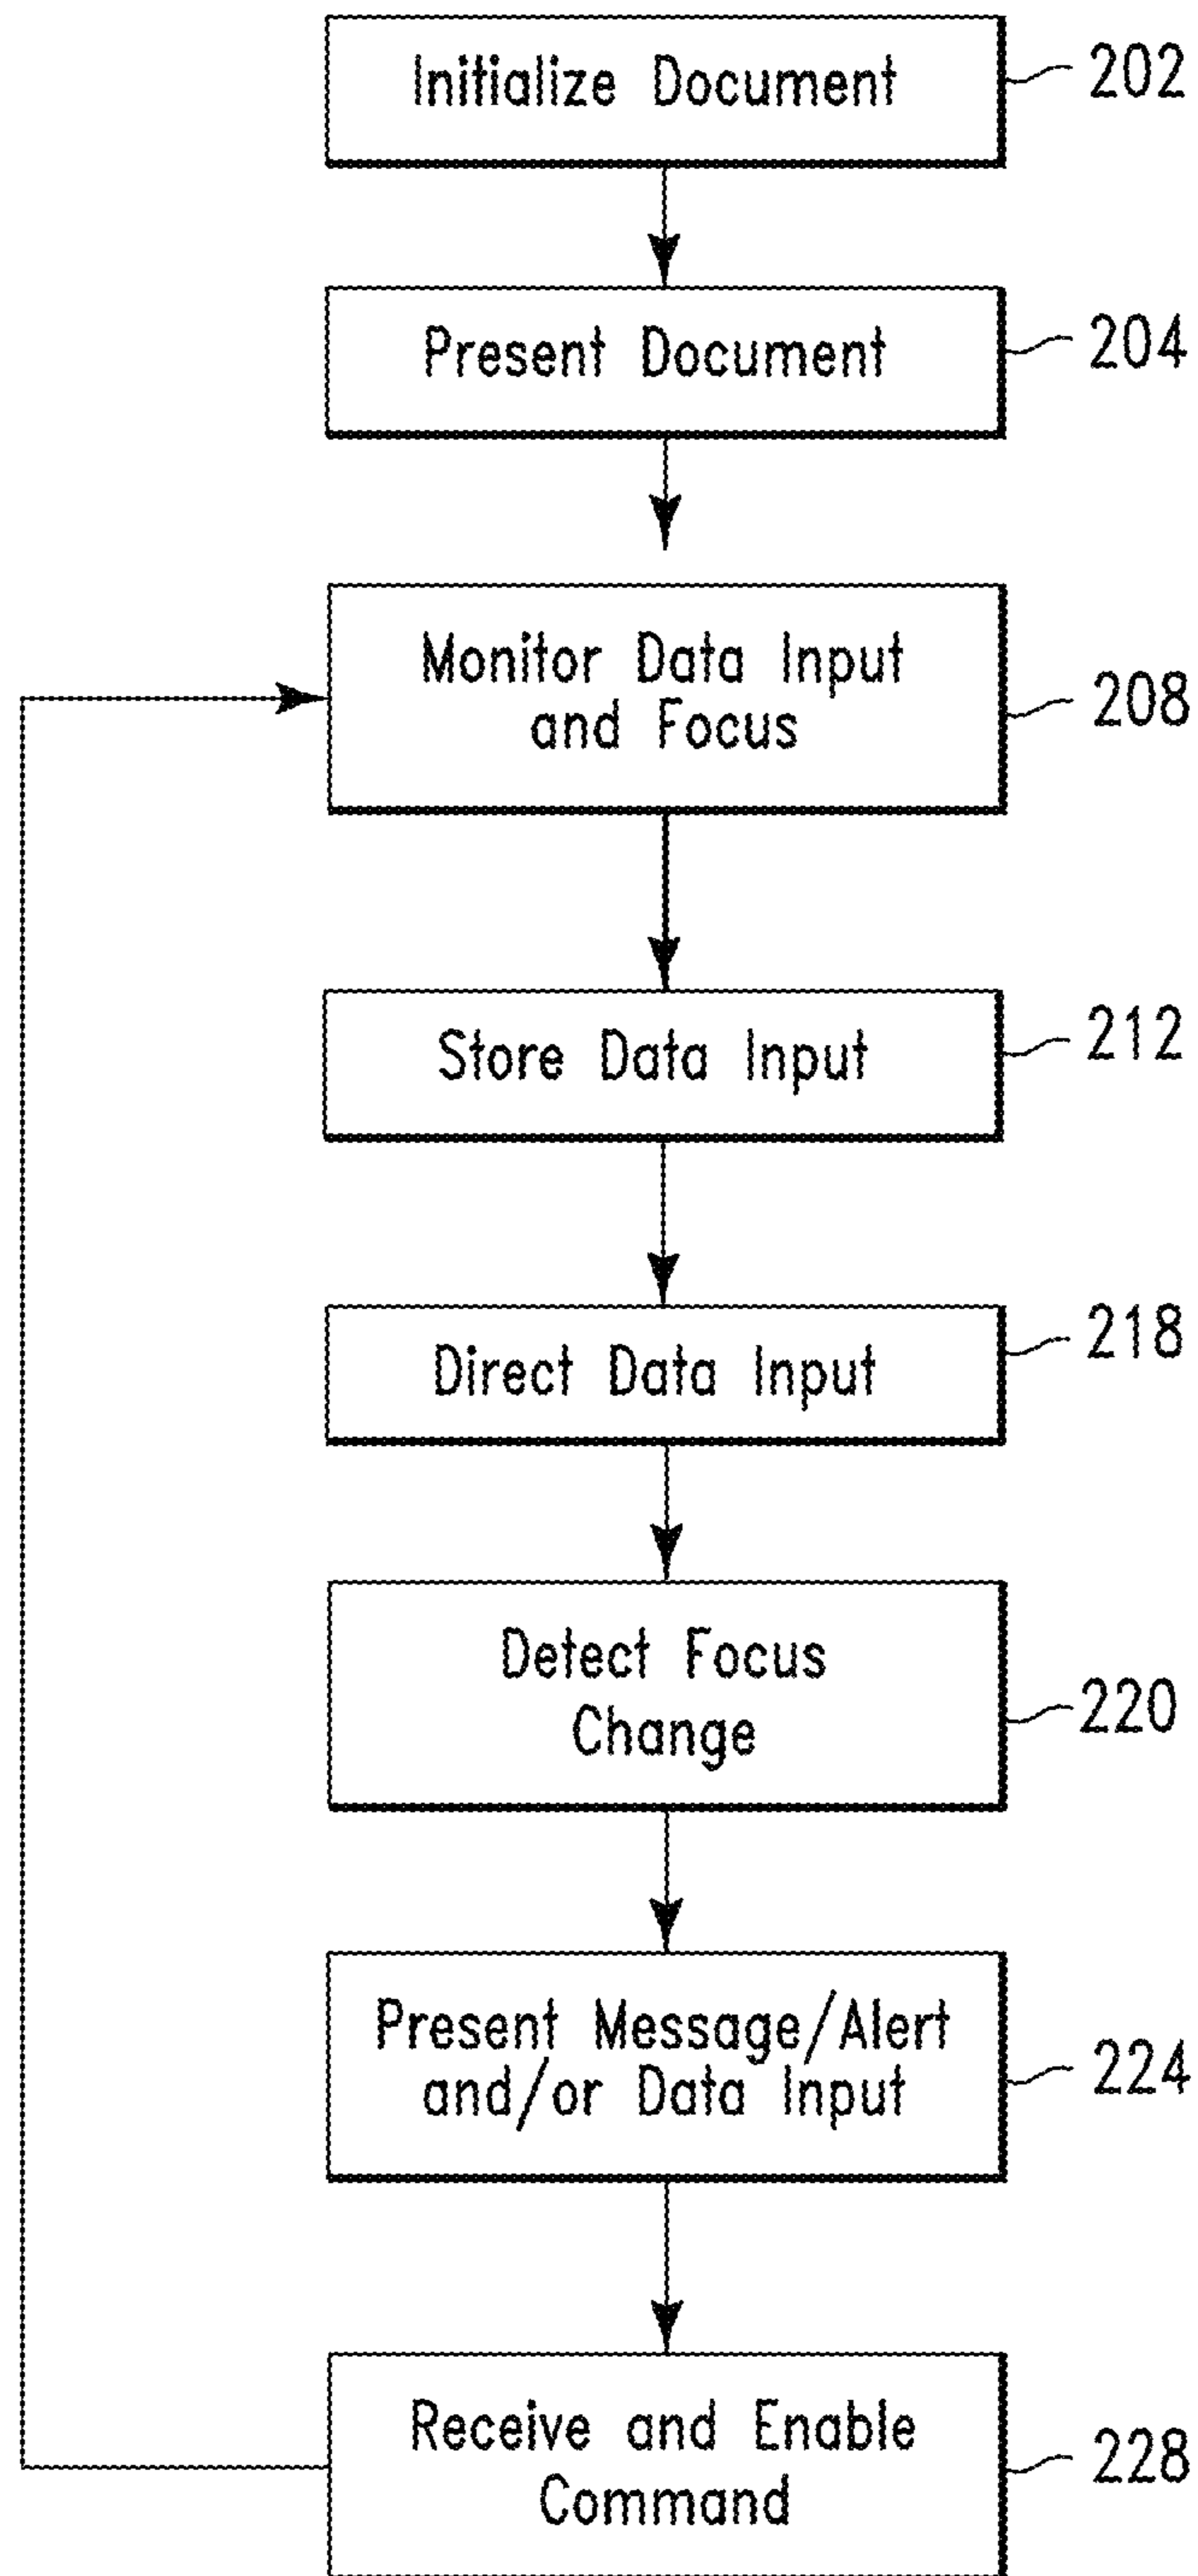 Initialize Document
202
Present Document
204
Monitor Data Input
and Focus
208
Store Data Input
212
Direct Data Input
218
Detect Focus
Change
220
Present Message/Alert
and/or Data Input
224
Receive and Enable
Command
228